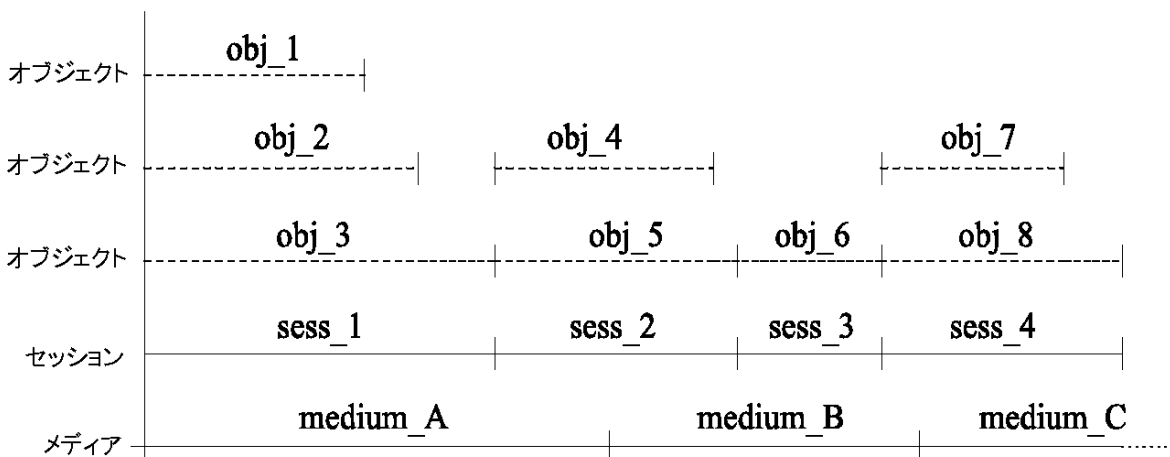 obj_1
オブジェクト
obj_2 obj_4 obj_7
オブジェクト
obj_3 obj_5 obj_6 obj_8
オブジェクト
sess_1 sess_2 sess_3 sess_4
セッション
medium_A medium_B medium_C
メディア